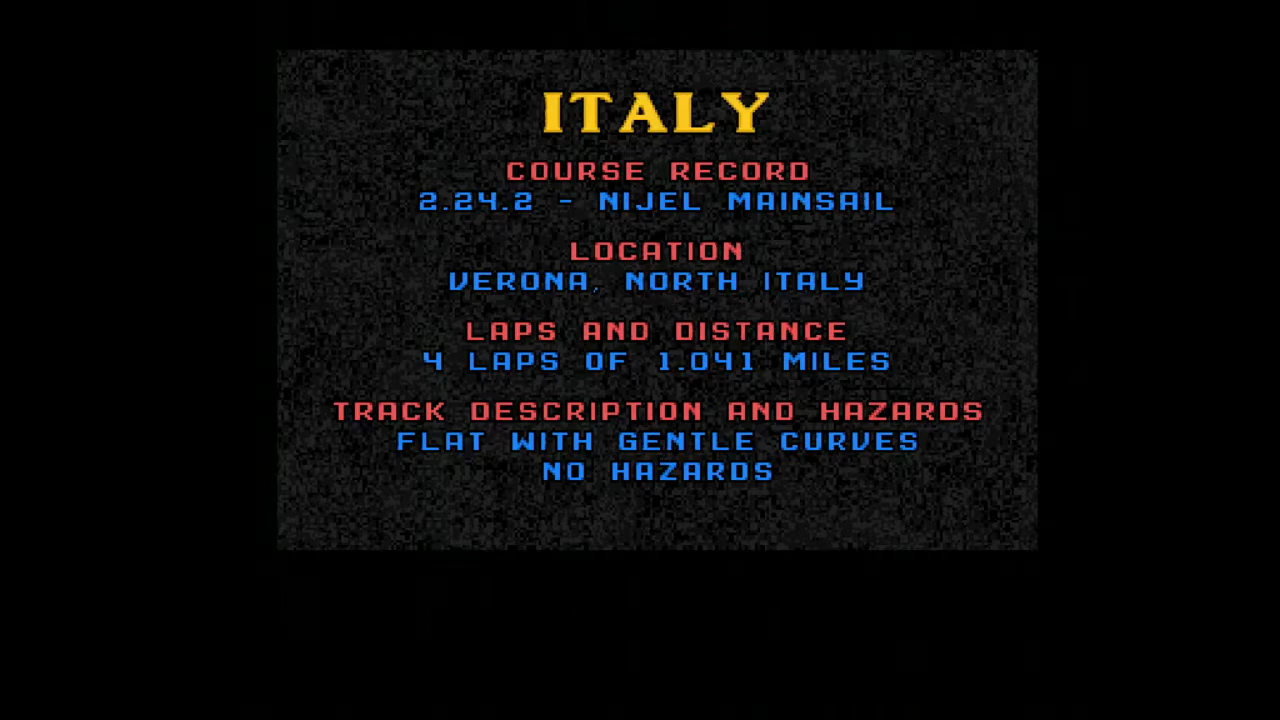 ITALY
COURSE RECORD
2.24.2 - NIJEL MAINSAIL
LOCATION
VERONA, NORTH ITALY
LAPS AND DISTANCE
4 LAPS OF 1.041 MILES
TRACK DESCRIPTION AND HAZARDS
FLAT WITH GENTLE CURVES
NO HAZARDS